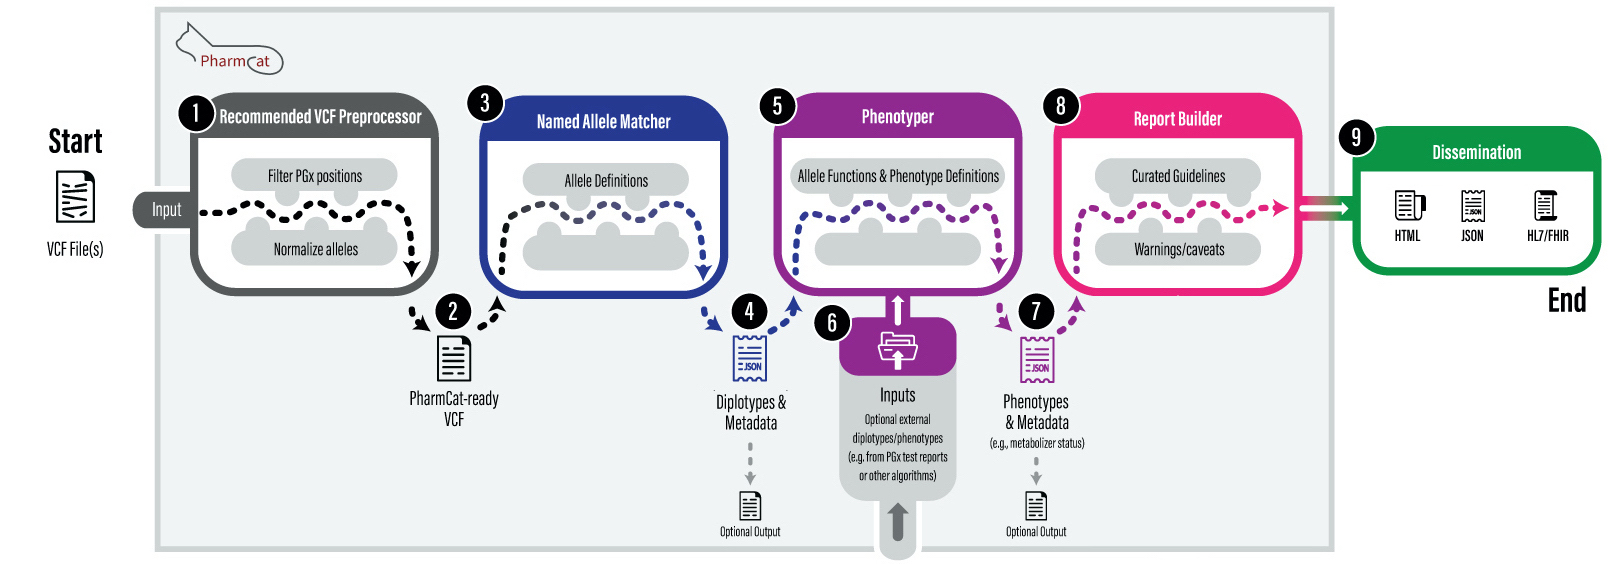 PharmCat
Start
VCF File(s)
Input
1
Recommended VCF Preprocessor
Filter PGx positions
Normalize alleles
2
PharmCat-ready
VCF
3
Named Allele Matcher
Allele Definitions
4
JSON
Diplotypes &
Metadata
Optional Output
5
Phenotyper
Allele Functions & Phenotype Definitions
6
Inputs
Optional external
diplotypes/phenotypes
(e.g. from PGx test reports
or other algorithms)
7
JSON
Phenotypes
& Metadata
(e.g., metabolizer status)
Optional Output
8
Report Builder
Curated Guidelines
Warnings/caveats
9
Dissemination
JSON
HTML
JSON
HL7/FHIR
End